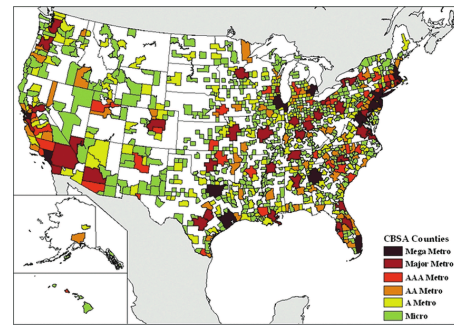 CBSA Counties
Mega Metro
Major Metro
AAA Metro
AA Metro
A Metro
Micro